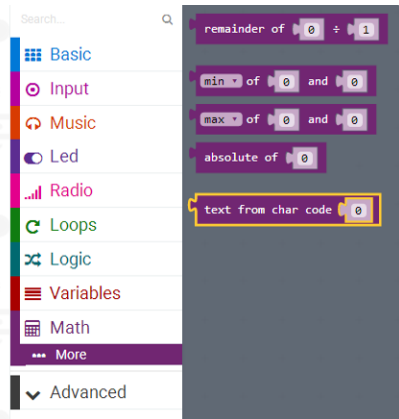 Search...
Basic
Input
Music
Led
Radio
Loops
Logic
Variables
Math
More
Advanced
remainder of 0 ÷ 1
min of 0 and 0
max of 0 and 0
absolute of 0
text from char code 0